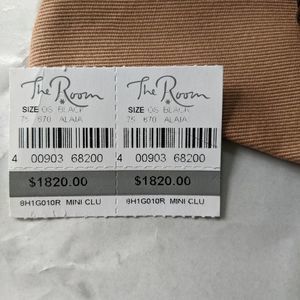 The Room
SIZE OS BLACK
75 670 ALAIA
4 00903 68200
$1820.00
8H1G010R MINI CLU
The Room
SIZE OS BLACK
75 670 ALAIA
4 00903 68200
$1820.00
8H1G010R MINI CLU